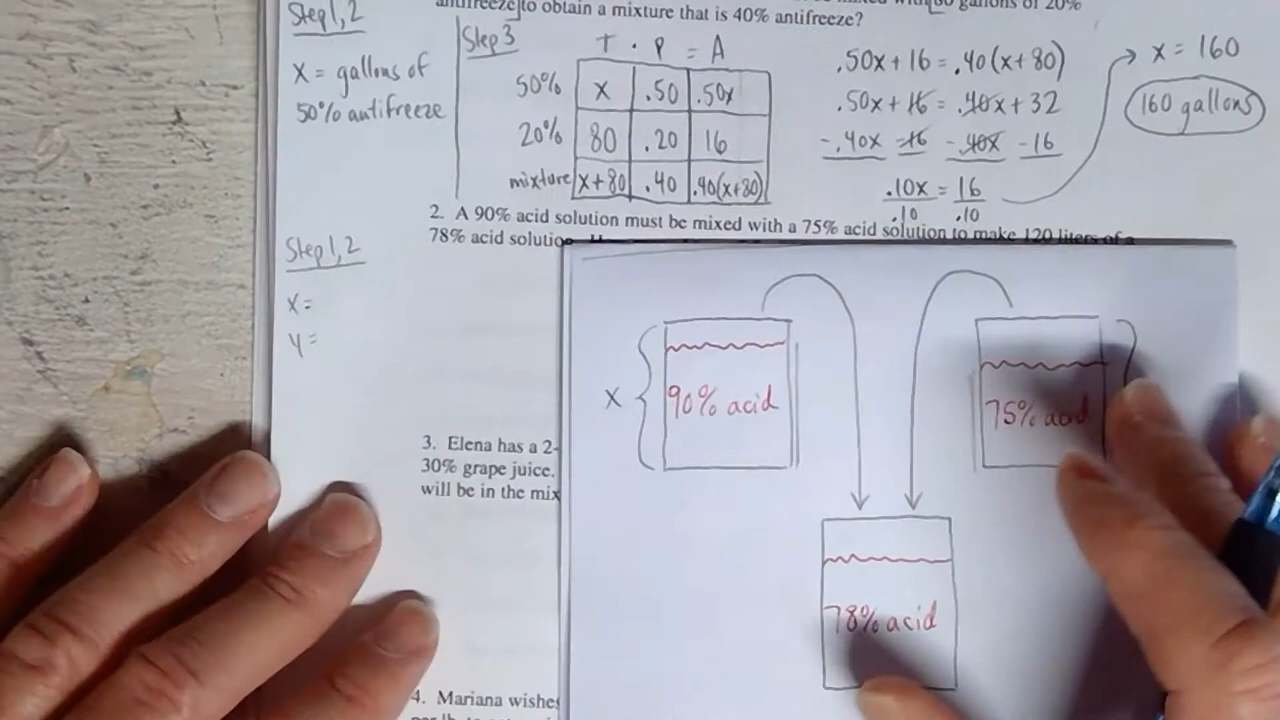 Step 1,2
antifreeze to obtain a mixture that is 40% antifreeze?
gallons of 20%
x = gallons of
50% antifreeze
Step 3
T · P = A
50% x .50 .50x
20% 80 .20 16
mixture x+80 .40 .40(x+80)
.50x + 16 = .40(x+80)
.50x + 16 = .40x + 32
-.40x -16 -.40x -16
.10x = 16
.10 .10
x = 160
160 gallons
2. A 90% acid solution must be mixed with a 75% acid solution to make 120 liters of a
78% acid
Step 1,2
x =
y =
x
90% acid
75% acid
78% acid
3. Elena has a 2-
30% grape juice.
will be in the mix
4. Mariana wishes